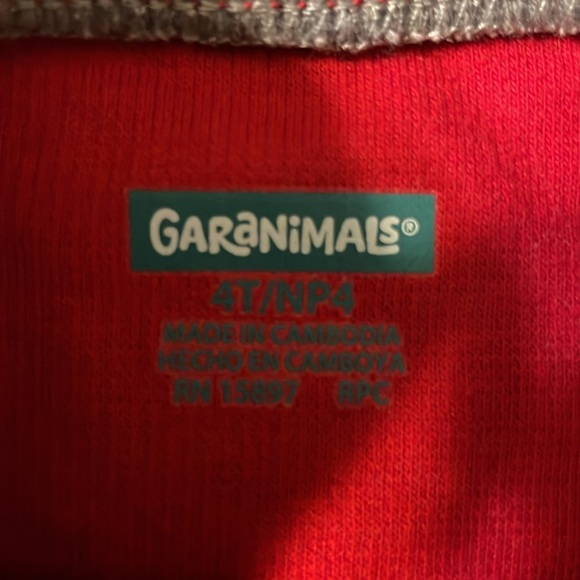 GARANIMALS®
4T/NP4
MADE IN CAMBODIA
HECHO EN CAMBOYA
RN 15897 RPC